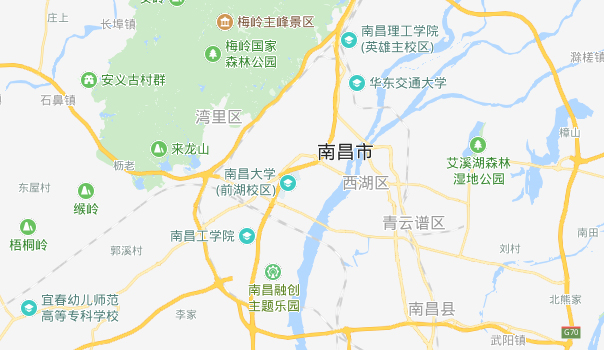 安义
庄上
长埠镇
梅岭主峰景区
南昌理工学院
(英雄主校区)
梅岭国家
森林公园
滁槎镇
安义古村群
华东交通大学
石鼻镇
湾里区
樟山
来龙山
南昌市
艾溪湖森林
湿地公园
枥老
南昌大学
(前湖校区)
西湖区
东屋村
缑岭
青云谱区
南昌工学院
南田
梧桐岭
郭溪村
刘村
南昌融创
主题乐园
宜春幼儿师范
高等专科学校
北熊家
李家
南昌县
G70
武阳镇